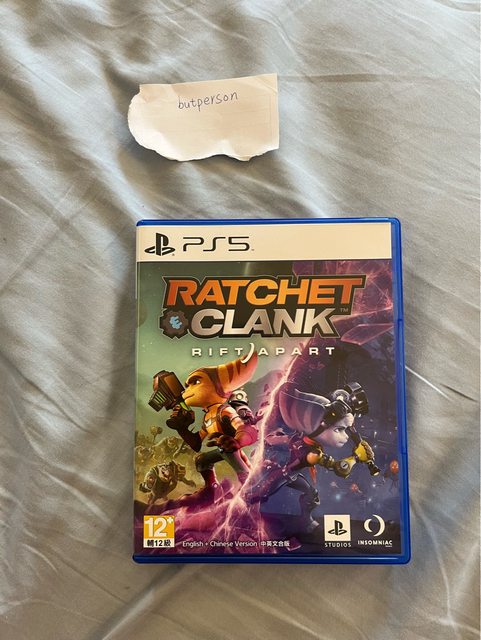 butperson
PS5
RATCHET
& CLANK™
RIFT APART
12+
輔12級
English + Chinese Version 中英文合版
STUDIOS
INSOMNIAC